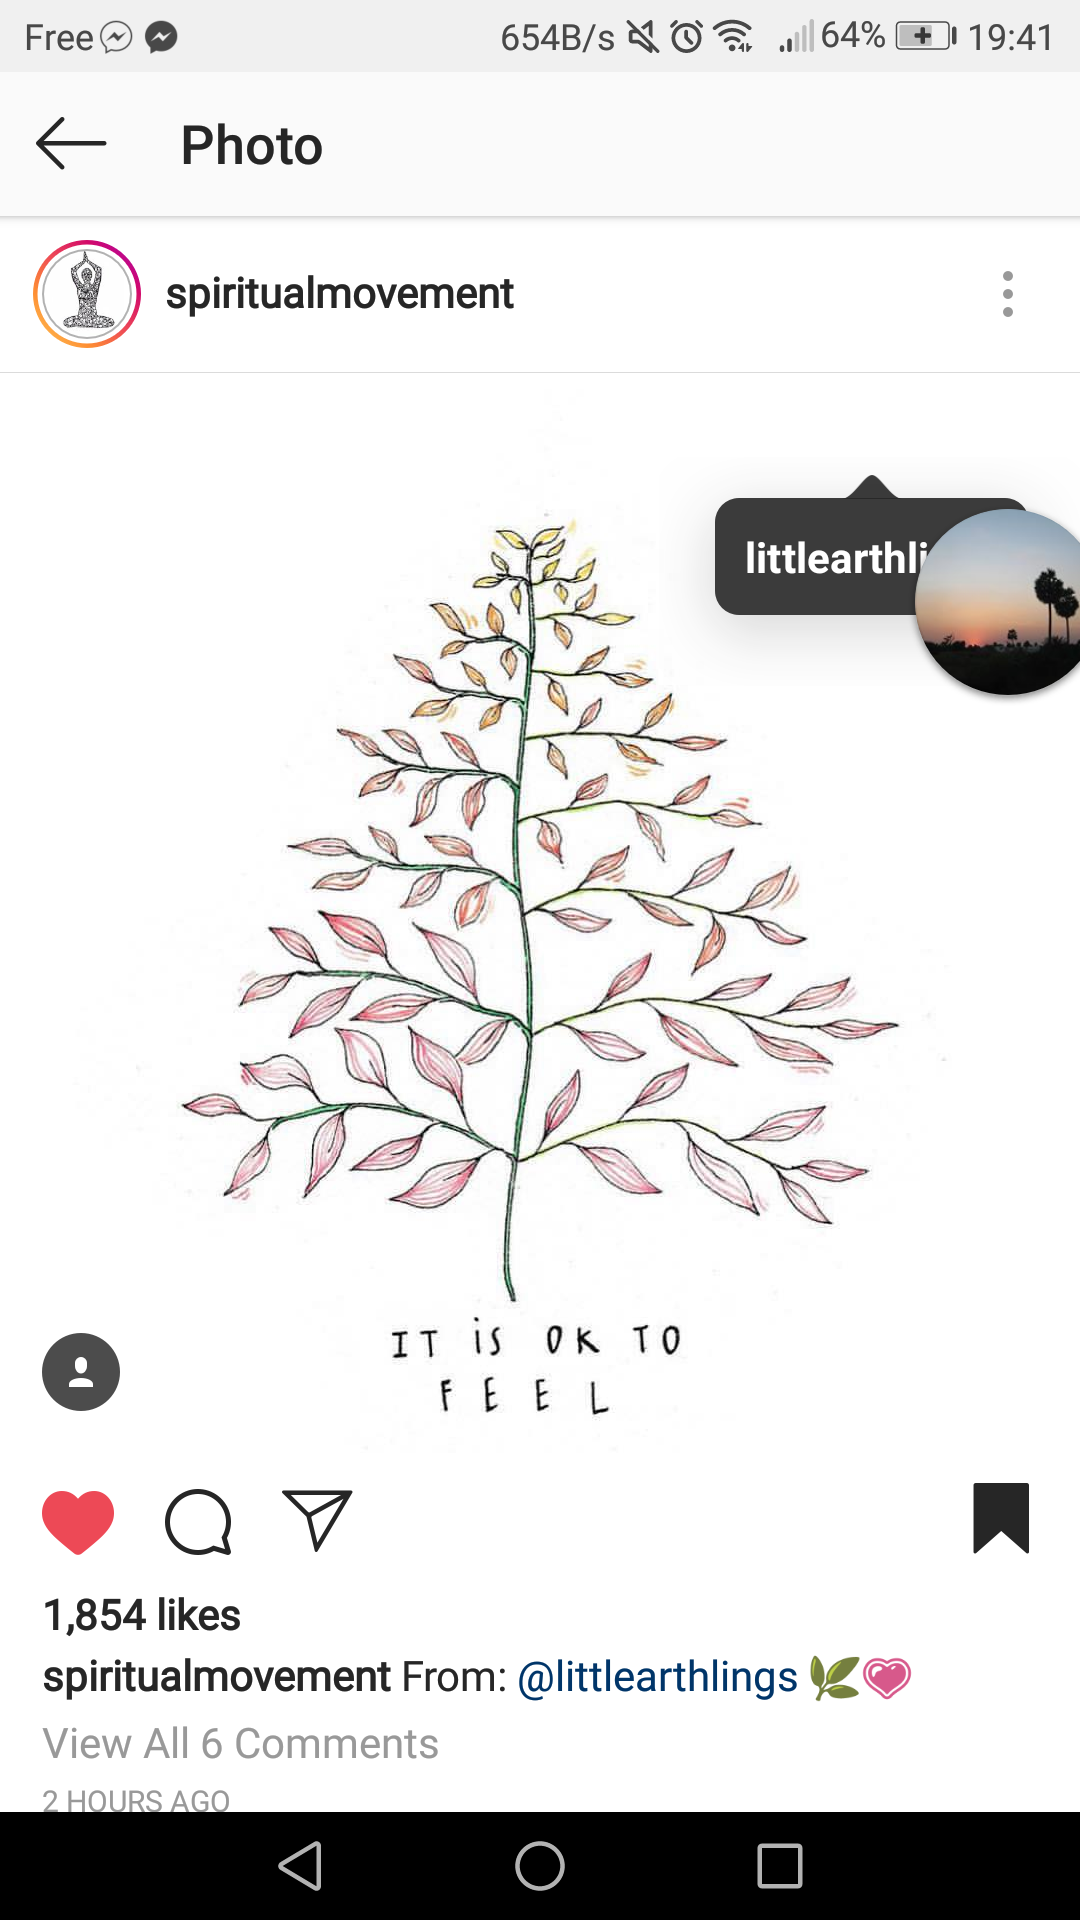 Free 654B/s 64% 19:41
Photo
spiritualmovement
littlearthli
IT iS OK TO
FEEL
1,854 likes
spiritualmovement From: @littlearthlings 🌿💗
View All 6 Comments
2 HOURS AGO